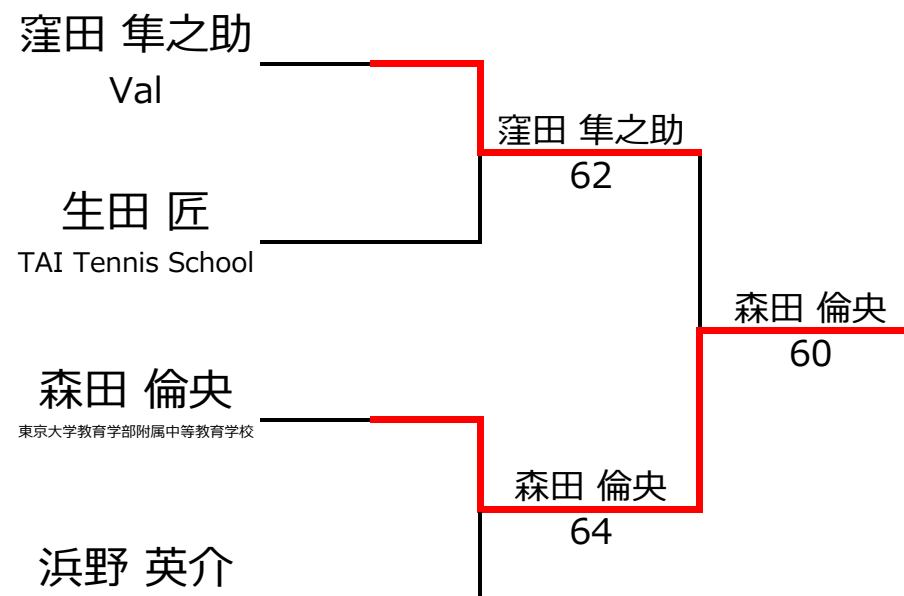 窪田 隼之助
Val
窪田 隼之助
62
生田 匠
TAI Tennis School
森田 倫央
60
森田 倫央
東京大学教育学部附属中等教育学校
森田 倫央
64
浜野 英介